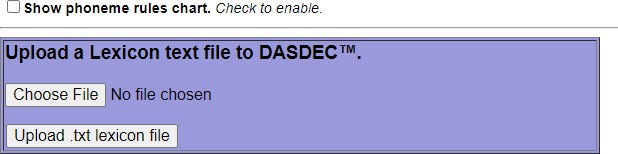 Show phoneme rules chart. Check to enable.
Upload a Lexicon text file to DASDEC™.
Choose File No file chosen
Upload .txt lexicon file